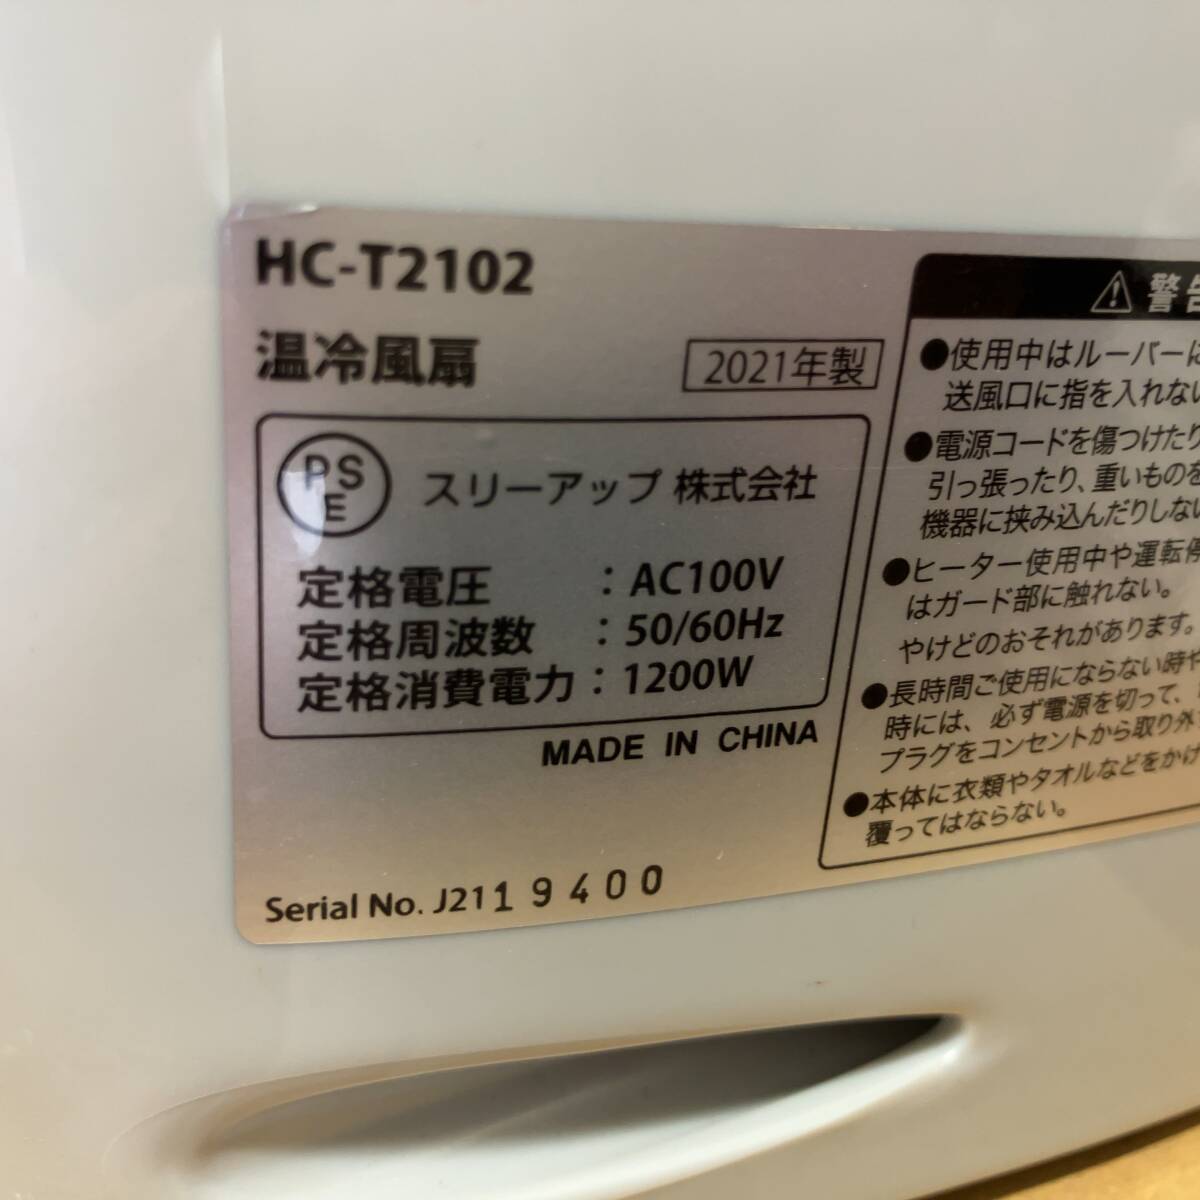 HC-T2102
温冷風扇
2021年製
PS
E
スリーアップ 株式会社
定格電圧 : AC100V
定格周波数 : 50/60Hz
定格消費電力 : 1200W
MADE IN CHINA
Serial No. J2119400
⚠ 警告
●使用中はルーバーに
送風口に指を入れない
●電源コードを傷つけたり
引っ張ったり、重いものを
機器に挟み込んだりしない
●ヒーター使用中や運転停
はガード部に触れない。
やけどのおそれがあります。
●長時間ご使用にならない時や
時には、必ず電源を切って、
プラグをコンセントから取り外
●本体に衣類やタオルなどをかけ
覆ってはならない。